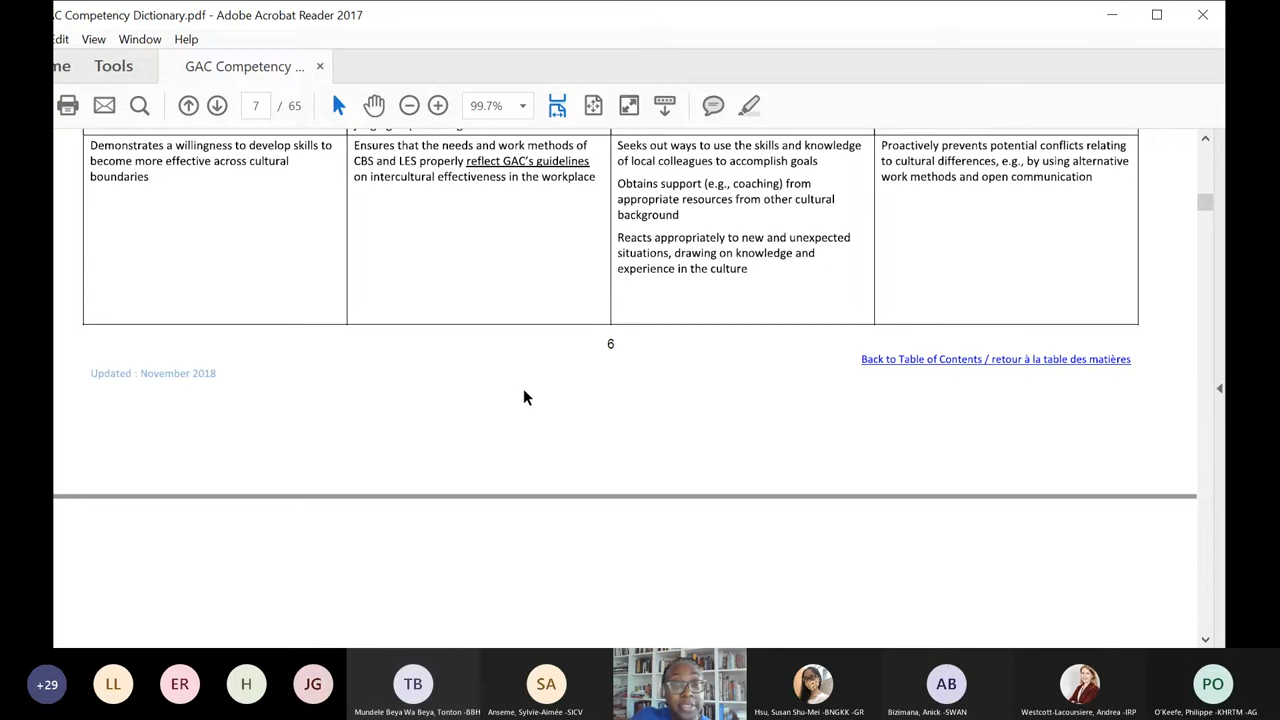 C Competency Dictionary.pdf - Adobe Acrobat Reader 2017
dit View Window Help
me Tools GAC Competency ... ×
7 / 65 99.7%
Demonstrates a willingness to develop skills to
become more effective across cultural
boundaries
Ensures that the needs and work methods of
CBS and LES properly reflect GAC's guidelines
on intercultural effectiveness in the workplace
Seeks out ways to use the skills and knowledge
of local colleagues to accomplish goals
Obtains support (e.g., coaching) from
appropriate resources from other cultural
background
Reacts appropriately to new and unexpected
situations, drawing on knowledge and
experience in the culture
Proactively prevents potential conflicts relating
to cultural differences, e.g., by using alternative
work methods and open communication
6
Back to Table of Contents / retour à la table des matières
Updated : November 2018
+29 LL ER H JG TB SA AB PO
Mundele Beya Wa Beya, Tonton -BBH
Anseme, Sylvie-Aimée -SICV
Hsu, Susan Shu-Mei -BNGKK -GR
Bizimana, Anick -SWAN
Westcott-Lacoursiere, Andrea -IRP
O'Keefe, Philippe -KHRTM -AG